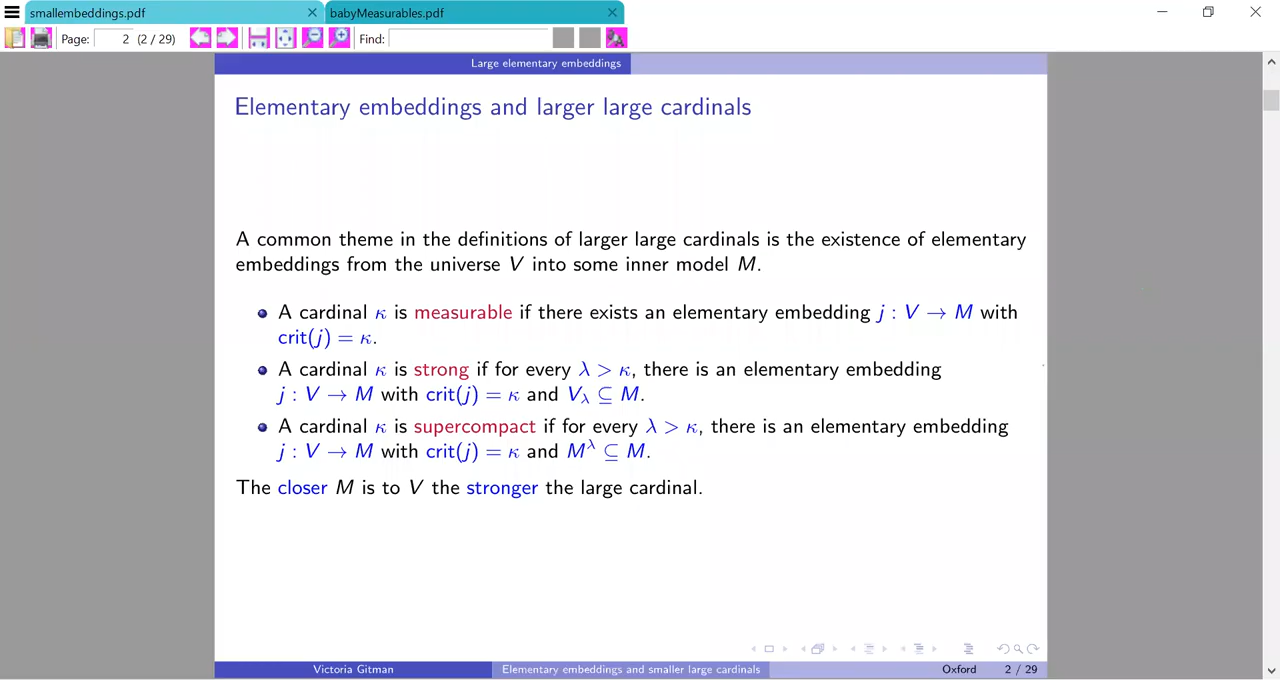 smallembeddings.pdf
babyMeasurables.pdf
Page: 2 (2 / 29) Find:
Large elementary embeddings
Elementary embeddings and larger large cardinals
A common theme in the definitions of larger large cardinals is the existence of elementary
embeddings from the universe V into some inner model M.
A cardinal κ is measurable if there exists an elementary embedding j : V → M with
crit(j) = κ.
A cardinal κ is strong if for every λ > κ, there is an elementary embedding
j : V → M with crit(j) = κ and V_λ ⊆ M.
A cardinal κ is supercompact if for every λ > κ, there is an elementary embedding
j : V → M with crit(j) = κ and M^λ ⊆ M.
The closer M is to V the stronger the large cardinal.
Victoria Gitman
Elementary embeddings and smaller large cardinals
Oxford
2 / 29